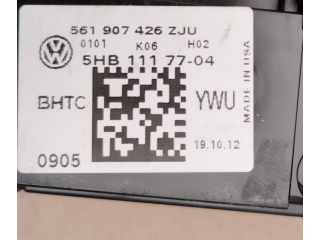 561 907 426 ZJU
0101 K06 H02
5HB 111 77-04
BHTC YWU
MADE IN USA
0905 19.10.12